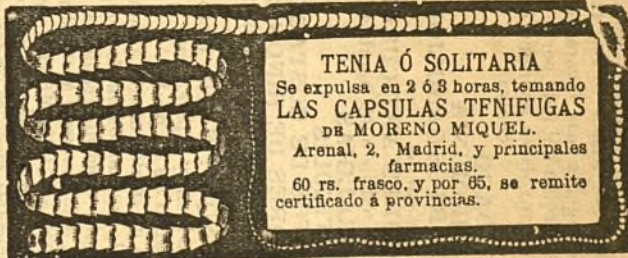 TENIA Ó SOLITARIA
Se expulsa en 2 ó 3 horas, temando
LAS CAPSULAS TENIFUGAS
DE MORENO MIQUEL.
Arenal, 2, Madrid, y principales
farmacias.
60 rs. frasco, y por 65, se remite
certificado á provincias.